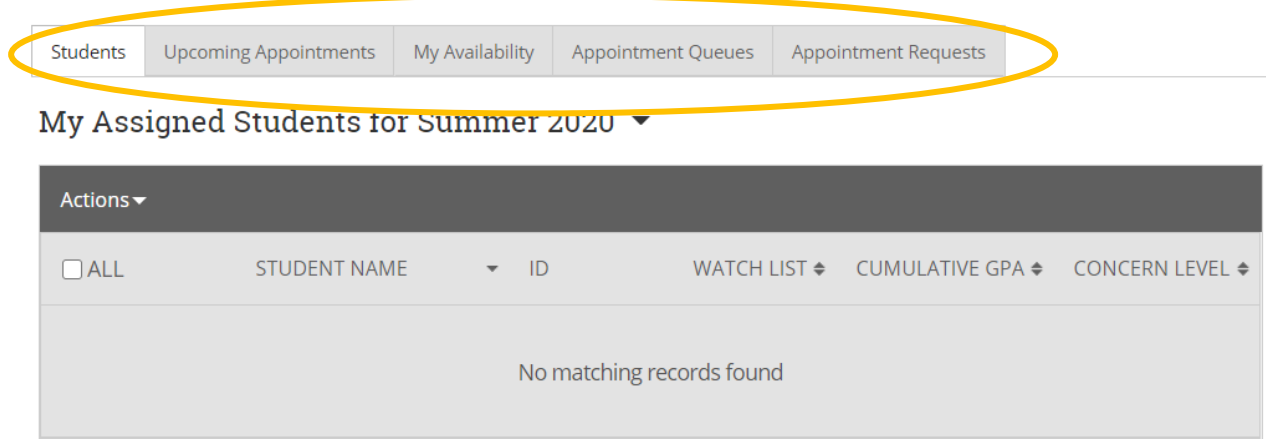 Students Upcoming Appointments My Availability Appointment Queues Appointment Requests
My Assigned Students for Summer 2020
Actions
ALL STUDENT NAME ID WATCH LIST CUMULATIVE GPA CONCERN LEVEL
No matching records found